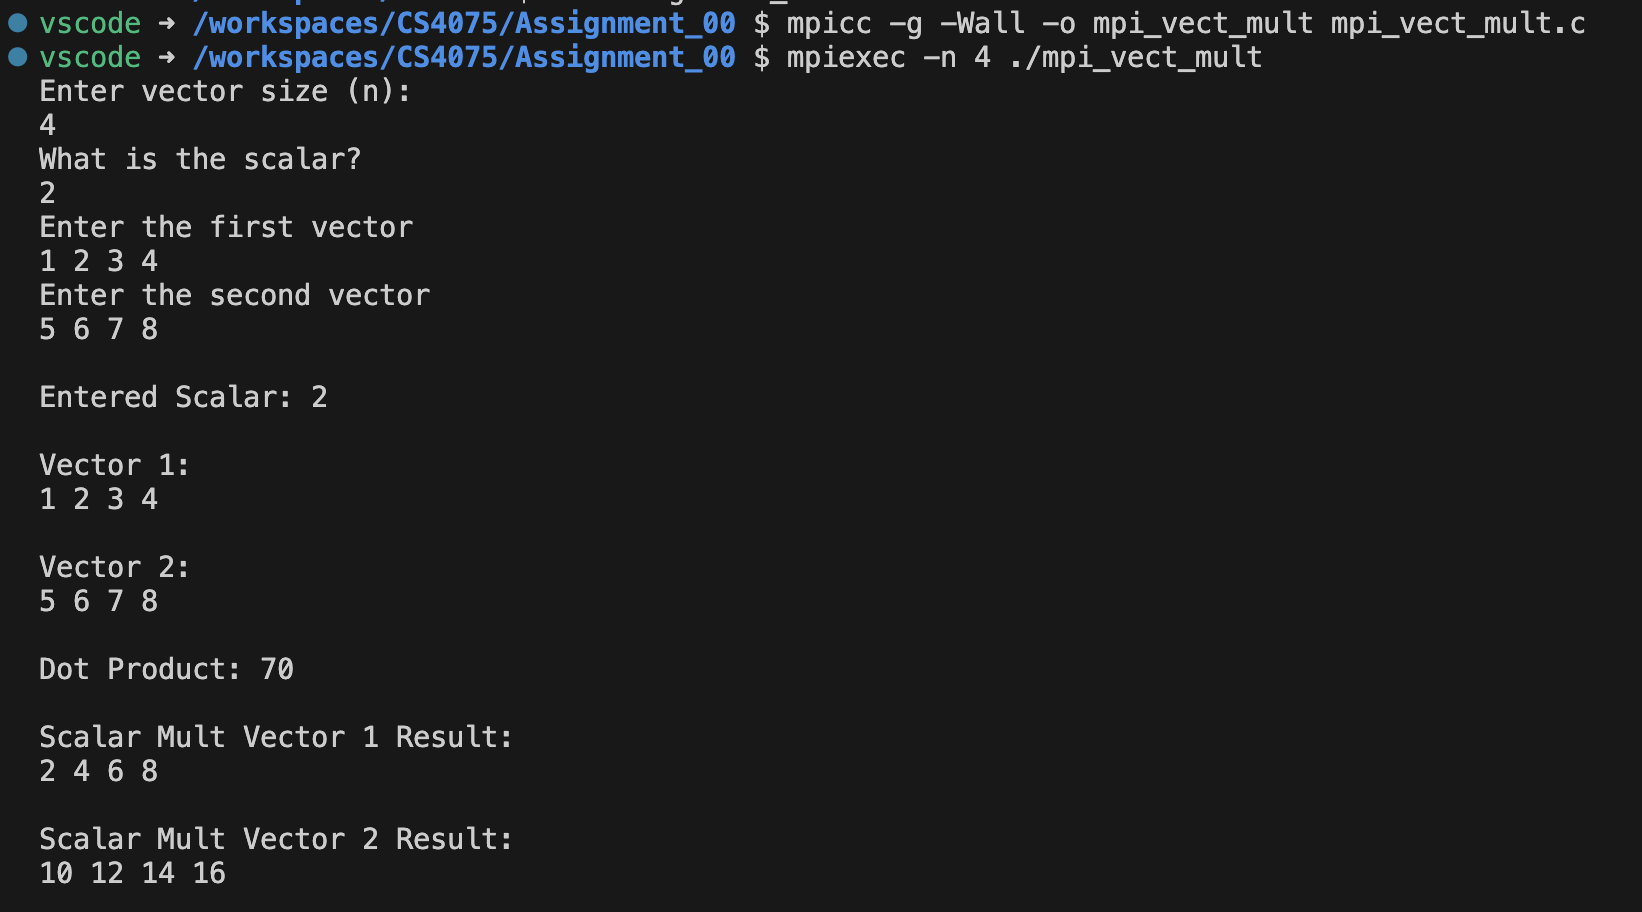 vscode → /workspaces/CS4075/Assignment_00 $ mpicc -g -Wall -o mpi_vect_mult mpi_vect_mult.c
vscode → /workspaces/CS4075/Assignment_00 $ mpiexec -n 4 ./mpi_vect_mult
Enter vector size (n):
4
What is the scalar?
2
Enter the first vector
1 2 3 4
Enter the second vector
5 6 7 8
Entered Scalar: 2
Vector 1:
1 2 3 4
Vector 2:
5 6 7 8
Dot Product: 70
Scalar Mult Vector 1 Result:
2 4 6 8
Scalar Mult Vector 2 Result:
10 12 14 16